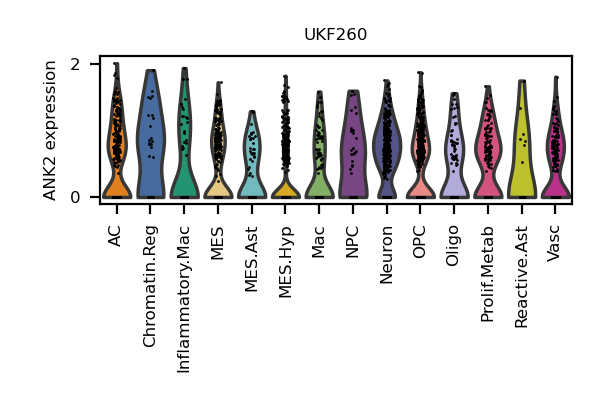 UKF260
ANK2 expression
2
0
AC
Chromatin.Reg
Inflammatory.Mac
MES
MES.Ast
MES.Hyp
Mac
NPC
Neuron
OPC
Oligo
Prolif.Metab
Reactive.Ast
Vasc